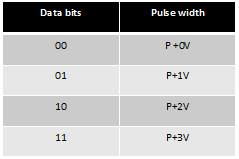 Data bits Pulse width
00 P +0V
01 P+1V
10 P+2V
11 P+3V